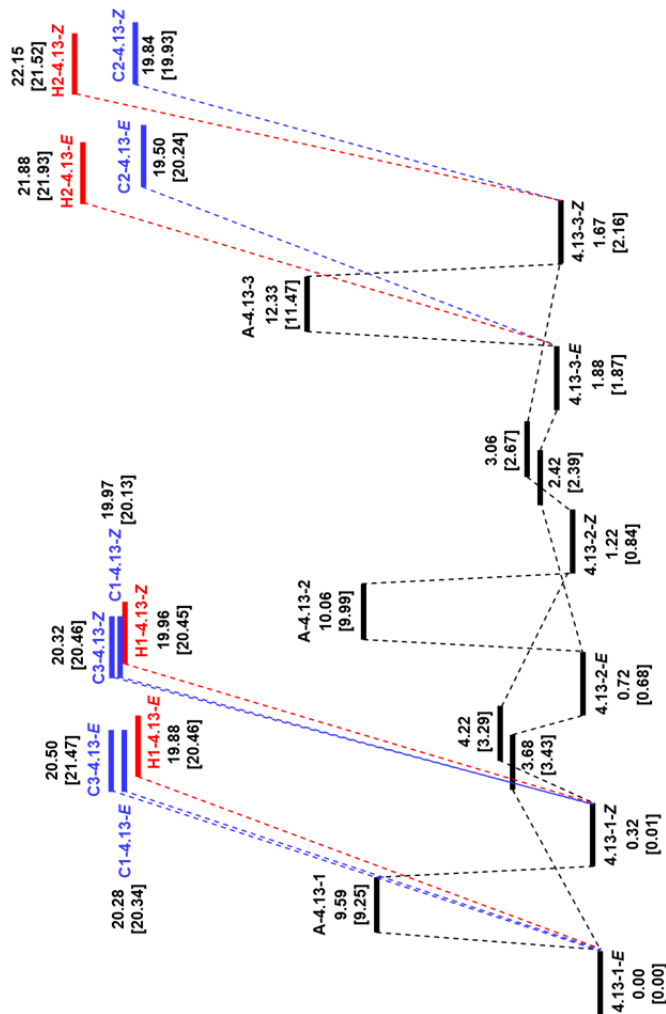 20.28
[20.34]
C1-4.13-E
20.50
[21.47]
C3-4.13-E
H1-4.13-E
19.88
[20.46]
20.32
[20.46]
C3-4.13-Z
C1-4.13-Z
19.97
[20.13]
H1-4.13-Z
19.96
[20.45]
21.88
[21.93]
H2-4.13-E
C2-4.13-E
19.50
[20.24]
22.15
[21.52]
H2-4.13-Z
C2-4.13-Z
19.84
[19.93]
A-4.13-1
9.59
[9.25]
A-4.13-2
10.06
[9.99]
A-4.13-3
12.33
[11.47]
4.22
[3.29]
3.68
[3.43]
3.06
[2.67]
2.42
[2.39]
4.13-1-E
0.00
[0.00]
4.13-1-Z
0.32
[0.01]
4.13-2-E
0.72
[0.68]
4.13-2-Z
1.22
[0.84]
4.13-3-E
1.88
[1.87]
4.13-3-Z
1.67
[2.16]